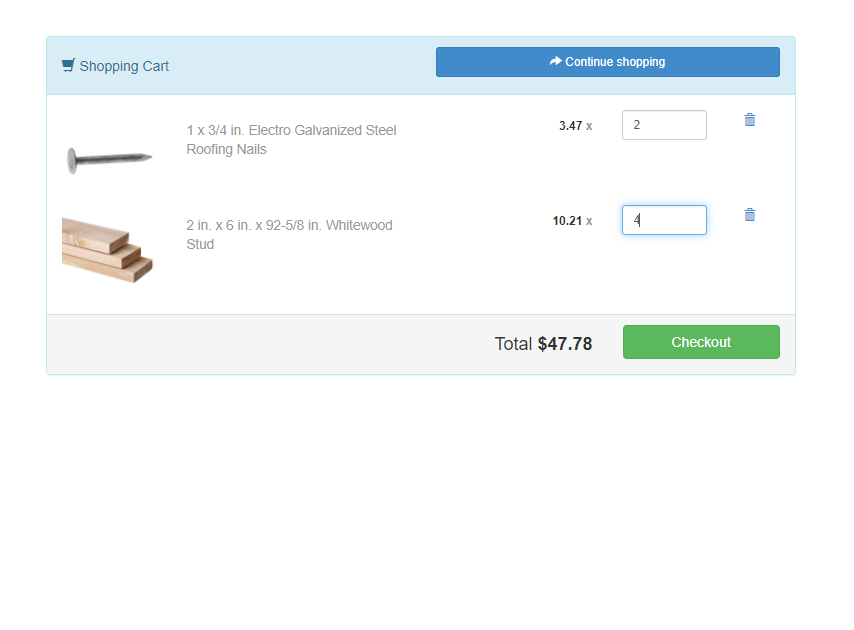 Shopping Cart
Continue shopping
1 x 3/4 in. Electro Galvanized Steel
Roofing Nails
3.47 x
2
2 in. x 6 in. x 92-5/8 in. Whitewood
Stud
10.21 x
4
Total $47.78
Checkout